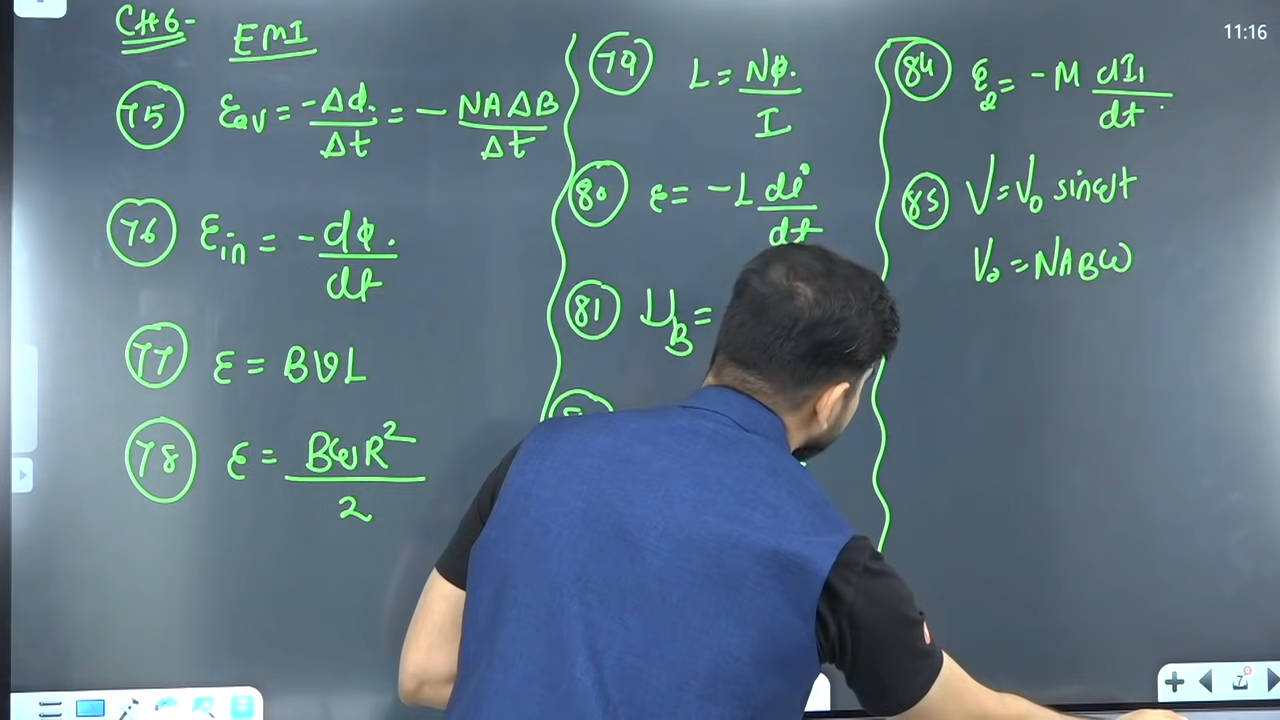 CH6- EMI
75 εav = -Δϕ/Δt = - NAΔB/Δt
76 εin = -dϕ/dt
77 ε = BVL
78 ε = BωR²/2
79 L = Nϕ/I
80 ε = -L di/dt
81 UB =
84 ε2 = -M dI1/dt
85 V = V0 sinωt
V0 = NABω
11:16